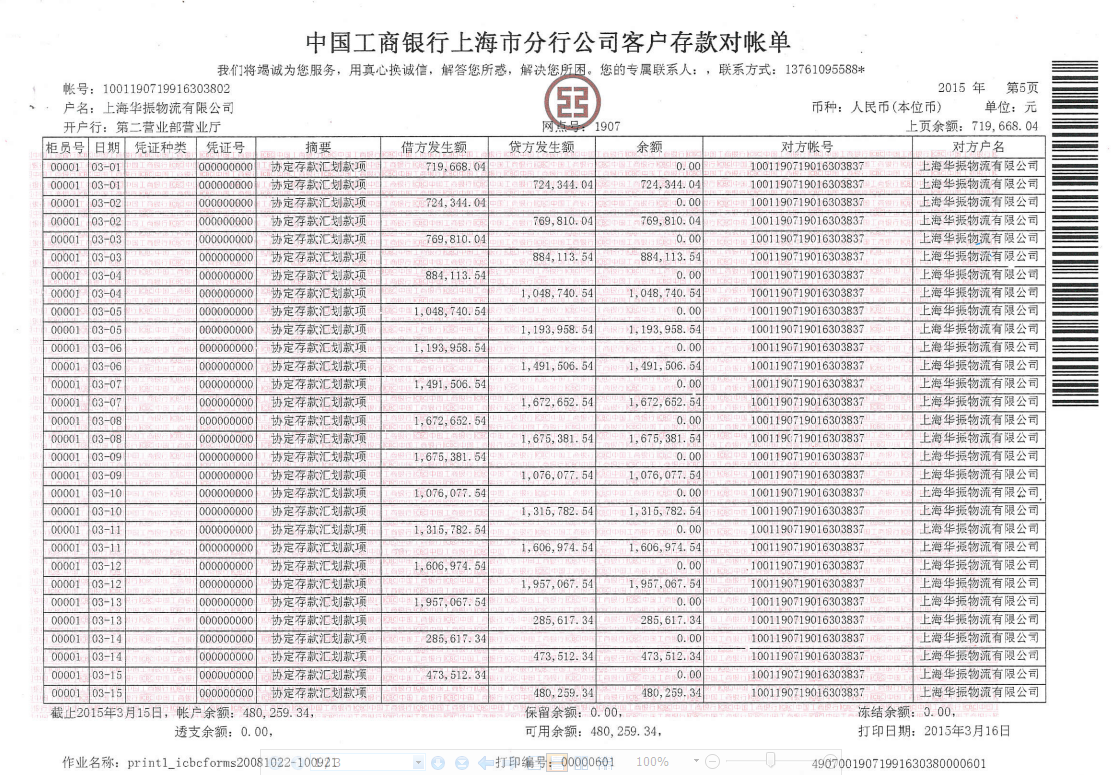 中国工商银行上海市分行公司客户存款对帐单
我们将竭诚为您服务，用真心换诚信，解答您所惑，解决您所困。您的专属联系人：，联系方式：13761095588*
帐号：1001190719916303802 2015 年 第5页
户名：上海华振物流有限公司 币种：人民币(本位币) 单位：元
开户行：第二营业部营业厅 网点号：1907 上页余额：719,668.04
柜员号 日期 凭证种类 凭证号 摘要 借方发生额 贷方发生额 余额 对方帐号 对方户名
00001 03-01 000000000 协定存款汇划款项 719,668.04 0.00 1001190719016303837 上海华振物流有限公司
00001 03-01 000000000 协定存款汇划款项 724,344.04 724,344.04 1001190719016303837 上海华振物流有限公司
00001 03-02 000000000 协定存款汇划款项 724,344.04 0.00 1001190719016303837 上海华振物流有限公司
00001 03-02 000000000 协定存款汇划款项 769,810.04 769,810.04 1001190719016303837 上海华振物流有限公司
00001 03-03 000000000 协定存款汇划款项 769,810.04 0.00 1001190719016303837 上海华振物流有限公司
00001 03-03 000000000 协定存款汇划款项 884,113.54 884,113.54 1001190719016303837 上海华振物流有限公司
00001 03-04 000000000 协定存款汇划款项 884,113.54 0.00 1001190719016303837 上海华振物流有限公司
00001 03-04 000000000 协定存款汇划款项 1,048,740.54 1,048,740.54 1001190719016303837 上海华振物流有限公司
00001 03-05 000000000 协定存款汇划款项 1,048,740.54 0.00 1001190719016303837 上海华振物流有限公司
00001 03-05 000000000 协定存款汇划款项 1,193,958.54 1,193,958.54 1001190719016303837 上海华振物流有限公司
00001 03-06 000000000 协定存款汇划款项 1,193,958.54 0.00 1001190719016303837 上海华振物流有限公司
00001 03-06 000000000 协定存款汇划款项 1,491,506.54 1,491,506.54 1001190719016303837 上海华振物流有限公司
00001 03-07 000000000 协定存款汇划款项 1,491,506.54 0.00 1001190719016303837 上海华振物流有限公司
00001 03-07 000000000 协定存款汇划款项 1,672,652.54 1,672,652.54 1001190719016303837 上海华振物流有限公司
00001 03-08 000000000 协定存款汇划款项 1,672,652.54 0.00 1001190719016303837 上海华振物流有限公司
00001 03-08 000000000 协定存款汇划款项 1,675,381.54 1,675,381.54 1001190719016303837 上海华振物流有限公司
00001 03-09 000000000 协定存款汇划款项 1,675,381.54 0.00 1001190719016303837 上海华振物流有限公司
00001 03-09 000000000 协定存款汇划款项 1,076,077.54 1,076,077.54 1001190719016303837 上海华振物流有限公司
00001 03-10 000000000 协定存款汇划款项 1,076,077.54 0.00 1001190719016303837 上海华振物流有限公司
00001 03-10 000000000 协定存款汇划款项 1,315,782.54 1,315,782.54 1001190719016303837 上海华振物流有限公司
00001 03-11 000000000 协定存款汇划款项 1,315,782.54 0.00 1001190719016303837 上海华振物流有限公司
00001 03-11 000000000 协定存款汇划款项 1,606,974.54 1,606,974.54 1001190719016303837 上海华振物流有限公司
00001 03-12 000000000 协定存款汇划款项 1,606,974.54 0.00 1001190719016303837 上海华振物流有限公司
00001 03-12 000000000 协定存款汇划款项 1,957,067.54 1,957,067.54 1001190719016303837 上海华振物流有限公司
00001 03-13 000000000 协定存款汇划款项 1,957,067.54 0.00 1001190719016303837 上海华振物流有限公司
00001 03-13 000000000 协定存款汇划款项 285,617.34 285,617.34 1001190719016303837 上海华振物流有限公司
00001 03-14 000000000 协定存款汇划款项 285,617.34 0.00 1001190719016303837 上海华振物流有限公司
00001 03-14 000000000 协定存款汇划款项 473,512.34 473,512.34 1001190719016303837 上海华振物流有限公司
00001 03-15 000000000 协定存款汇划款项 473,512.34 0.00 1001190719016303837 上海华振物流有限公司
00001 03-15 000000000 协定存款汇划款项 480,259.34 480,259.34 1001190719016303837 上海华振物流有限公司
截止2015年3月15日，帐户余额：480,259.34， 保留余额：0.00， 冻结余额：0.00，
透支余额：0.00， 可用余额：480,259.34， 打印日期：2015年3月16日
作业名称：print1_icbcforms20081022-100921 打印编号：00000601 100% 49070019071991630380000601